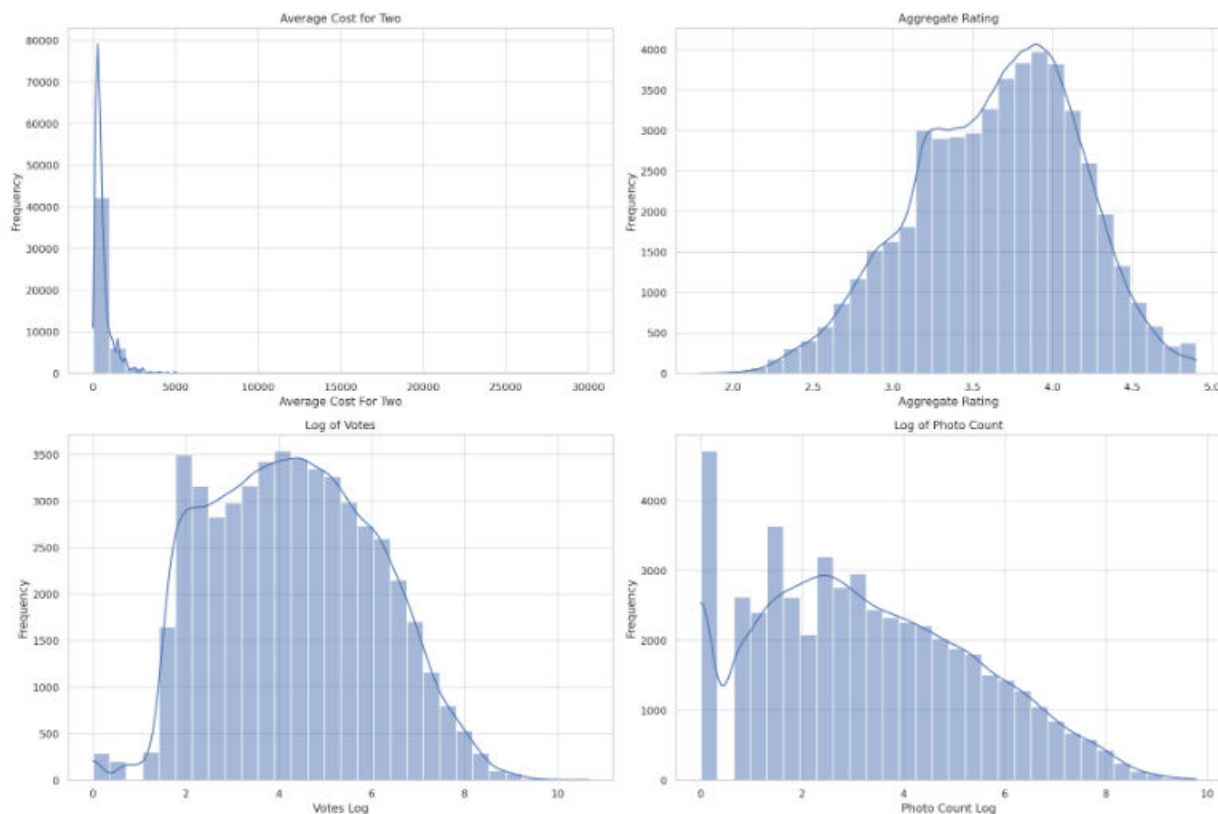 Average Cost for Two
80000
70000
60000
50000
40000
30000
20000
10000
0
Frequency
0 5000 10000 15000 20000 25000 30000
Average Cost For Two
Aggregate Rating
4000
3500
3000
2500
2000
1500
1000
500
0
Frequency
2.0 2.5 3.0 3.5 4.0 4.5 5.0
Aggregate Rating
Log of Votes
3500
3000
2500
2000
1500
1000
500
0
Frequency
0 2 4 6 8 10
Votes Log
Log of Photo Count
4000
3000
2000
1000
0
Frequency
0 2 4 6 8 10
Photo Count Log